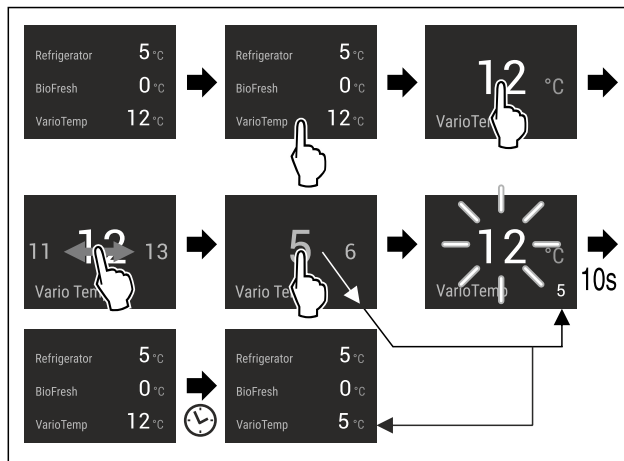 Refrigerator 5 °C
BioFresh 0 °C
VarioTemp 12 °C
Refrigerator 5 °C
BioFresh 0 °C
VarioTemp 12 °C
12 °C
VarioTemp
11 12 13
Vario Temp
5 6
Vario Te
12 °C
VarioTemp 5
10s
Refrigerator 5 °C
BioFresh 0 °C
VarioTemp 12 °C
Refrigerator 5 °C
BioFresh 0 °C
VarioTemp 5 °C